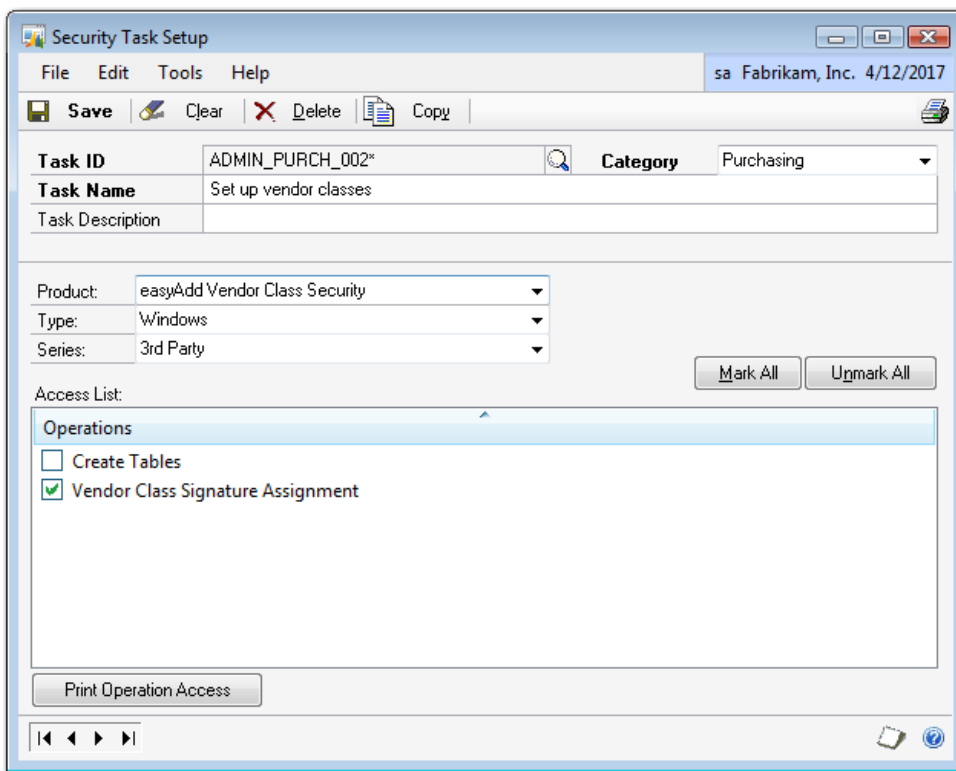 Security Task Setup
File Edit Tools Help sa Fabrikam, Inc. 4/12/2017
Save Clear Delete Copy
Task ID ADMIN_PURCH_002* Category Purchasing
Task Name Set up vendor classes
Task Description
Product: easyAdd Vendor Class Security
Type: Windows
Series: 3rd Party
Mark All Unmark All
Access List:
Operations
Create Tables
Vendor Class Signature Assignment
Print Operation Access